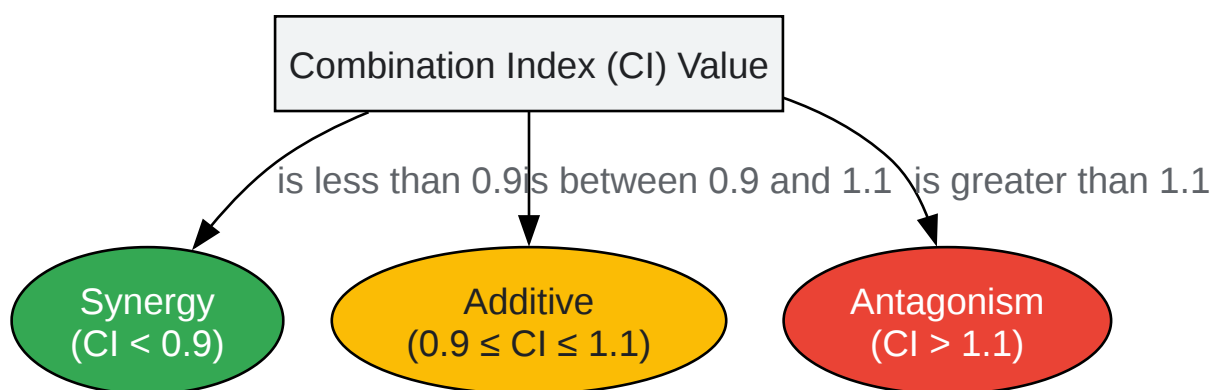 Combination Index (CI) Value
is less than 0.9
is between 0.9 and 1.1
is greater than 1.1
Synergy
(CI < 0.9)
Additive
(0.9 ≤ CI ≤ 1.1)
Antagonism
(CI > 1.1)